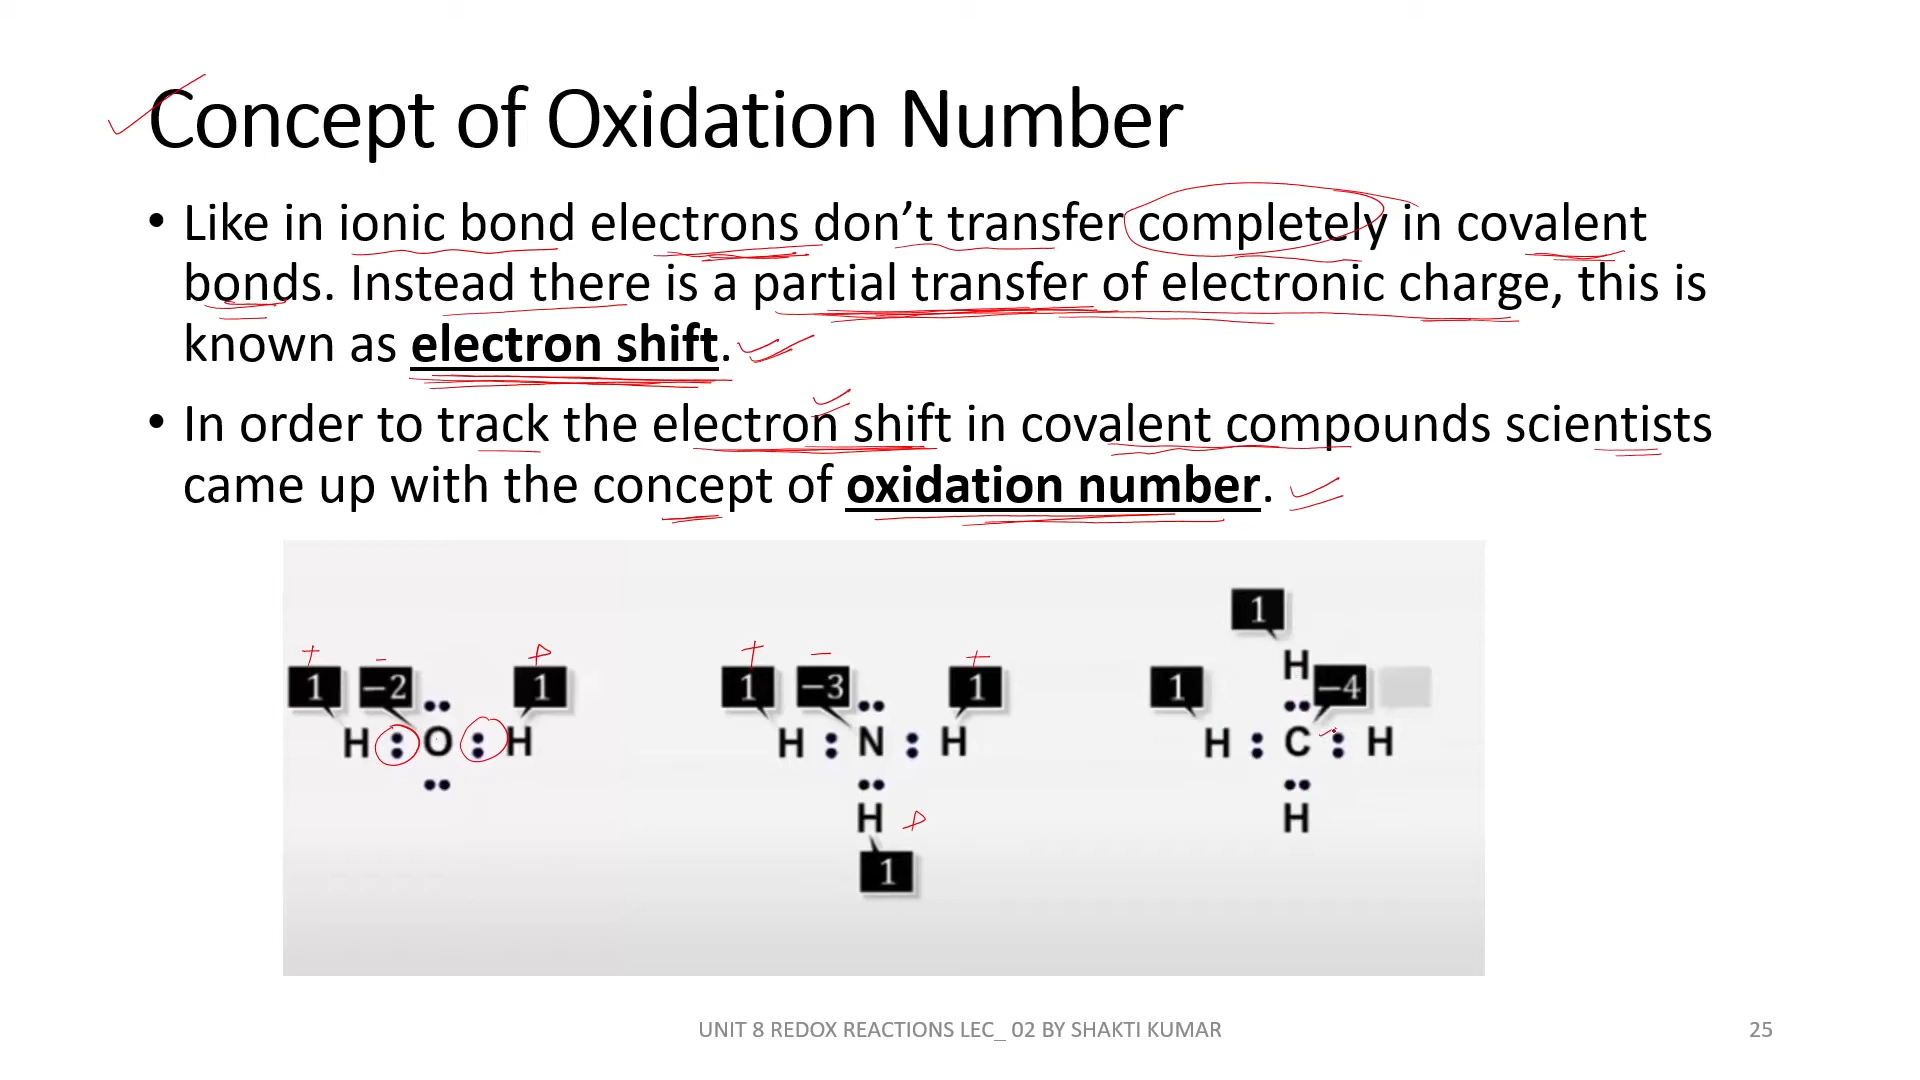 Concept of Oxidation Number
• Like in ionic bond electrons don’t transfer completely in covalent
bonds. Instead there is a partial transfer of electronic charge, this is
known as electron shift.
• In order to track the electron shift in covalent compounds scientists
came up with the concept of oxidation number.
+ - +
1 −2 1
H : O : H
+ − +
1 −3 1
H : N : H
H +
1
1
H
1 −4
H : C : H
H
UNIT 8 REDOX REACTIONS LEC_ 02 BY SHAKTI KUMAR
25